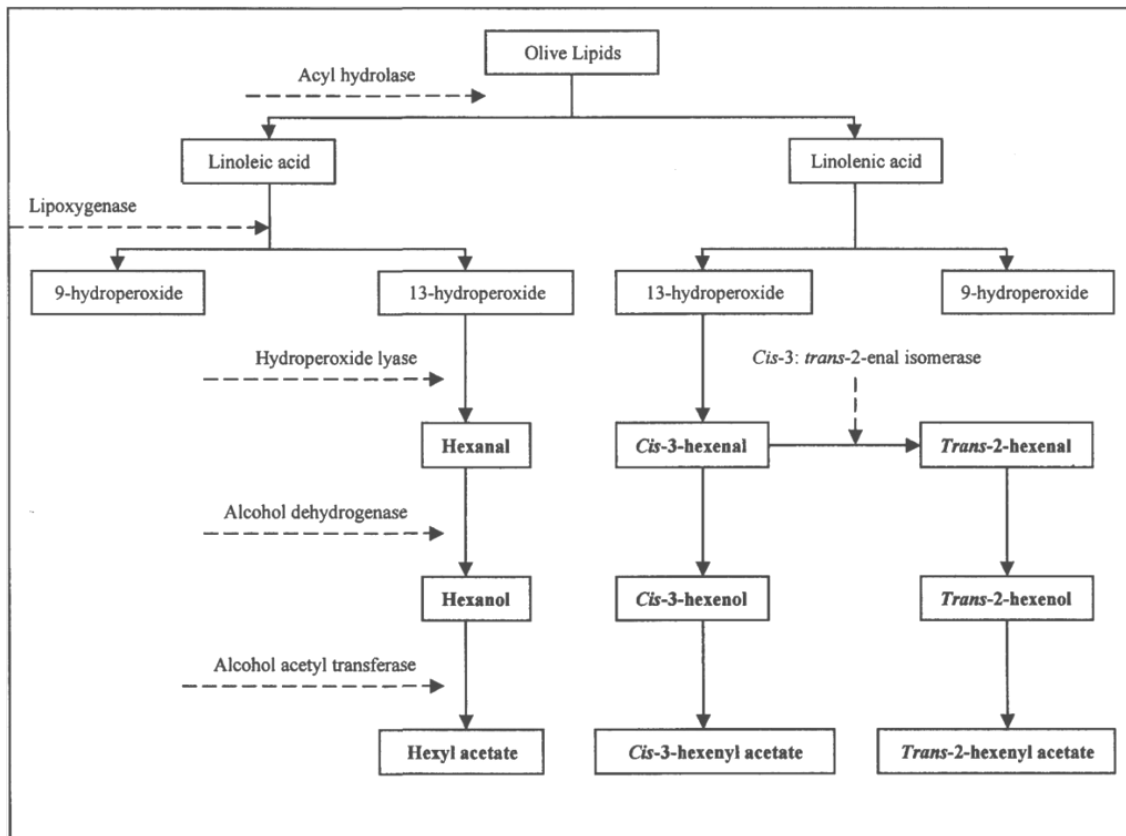 Olive Lipids
Acyl hydrolase
Linoleic acid
Linolenic acid
Lipoxygenase
9-hydroperoxide
13-hydroperoxide
13-hydroperoxide
9-hydroperoxide
Hydroperoxide lyase
Cis-3: trans-2-enal isomerase
Hexanal
Cis-3-hexenal
Trans-2-hexenal
Alcohol dehydrogenase
Hexanol
Cis-3-hexenol
Trans-2-hexenol
Alcohol acetyl transferase
Hexyl acetate
Cis-3-hexenyl acetate
Trans-2-hexenyl acetate